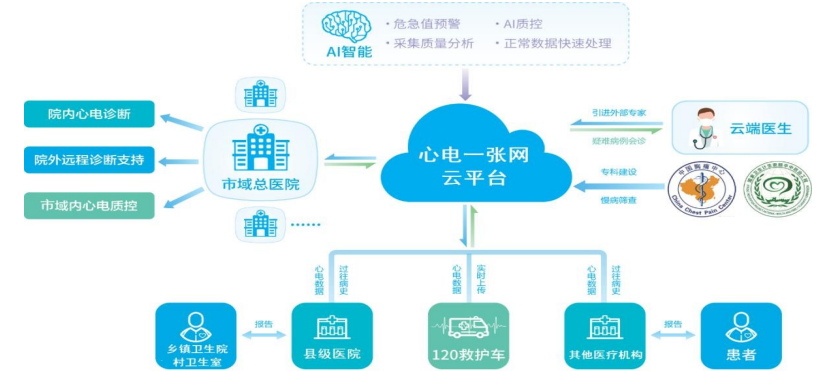 · 危急值预警
· AI质控
· 采集质量分析
· 正常数据快速处理
AI智能
院内心电诊断
院外远程诊断支持
市域内心电质控
市域总医院
······
心电一张网
云平台
引进外部专家
疑难病例会诊
云端医生
专科建设
慢病筛查
中国胸痛中心
China Chest Pain Center
心电数据
过往病史
心电数据
实时上传
心电数据
过往病史
乡镇卫生院
村卫生室
报告
县级医院
120救护车
其他医疗机构
报告
患者